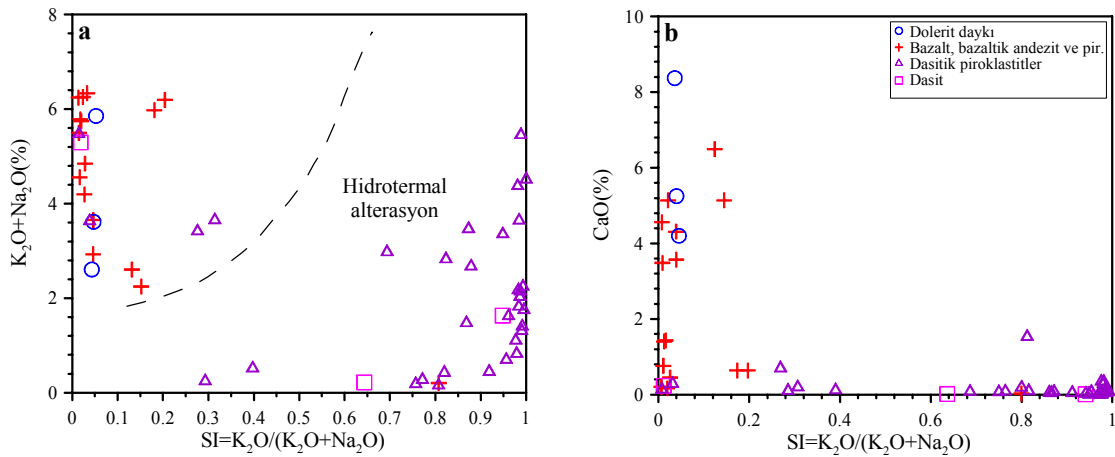 a
K₂O+Na₂O(%)
8
6
4
2
0
Hidrotermal
alterasyon
0 0.1 0.2 0.3 0.4 0.5 0.6 0.7 0.8 0.9 1
SI=K₂O/(K₂O+Na₂O)
b
CaO(%)
10
8
6
4
2
0
Dolerit daykı
Bazalt, bazaltik andezit ve pir.
Dasitik piroklastitler
Dasit
0 0.2 0.4 0.6 0.8 1
SI=K₂O/(K₂O+Na₂O)